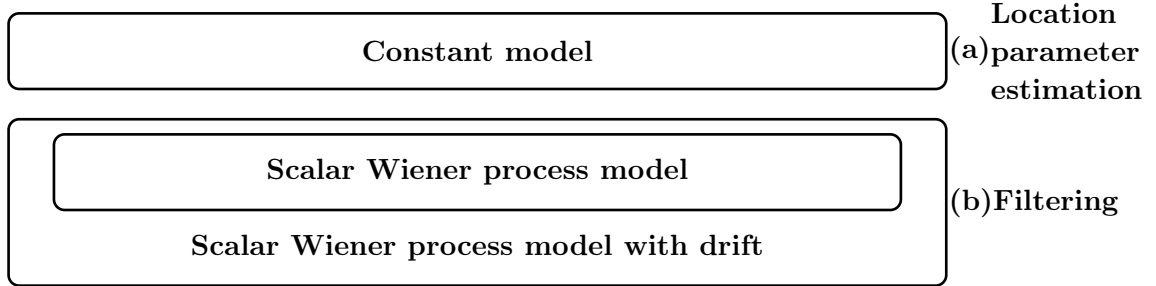 Constant model
(a)
Location
parameter
estimation
Scalar Wiener process model
Scalar Wiener process model with drift
(b)Filtering